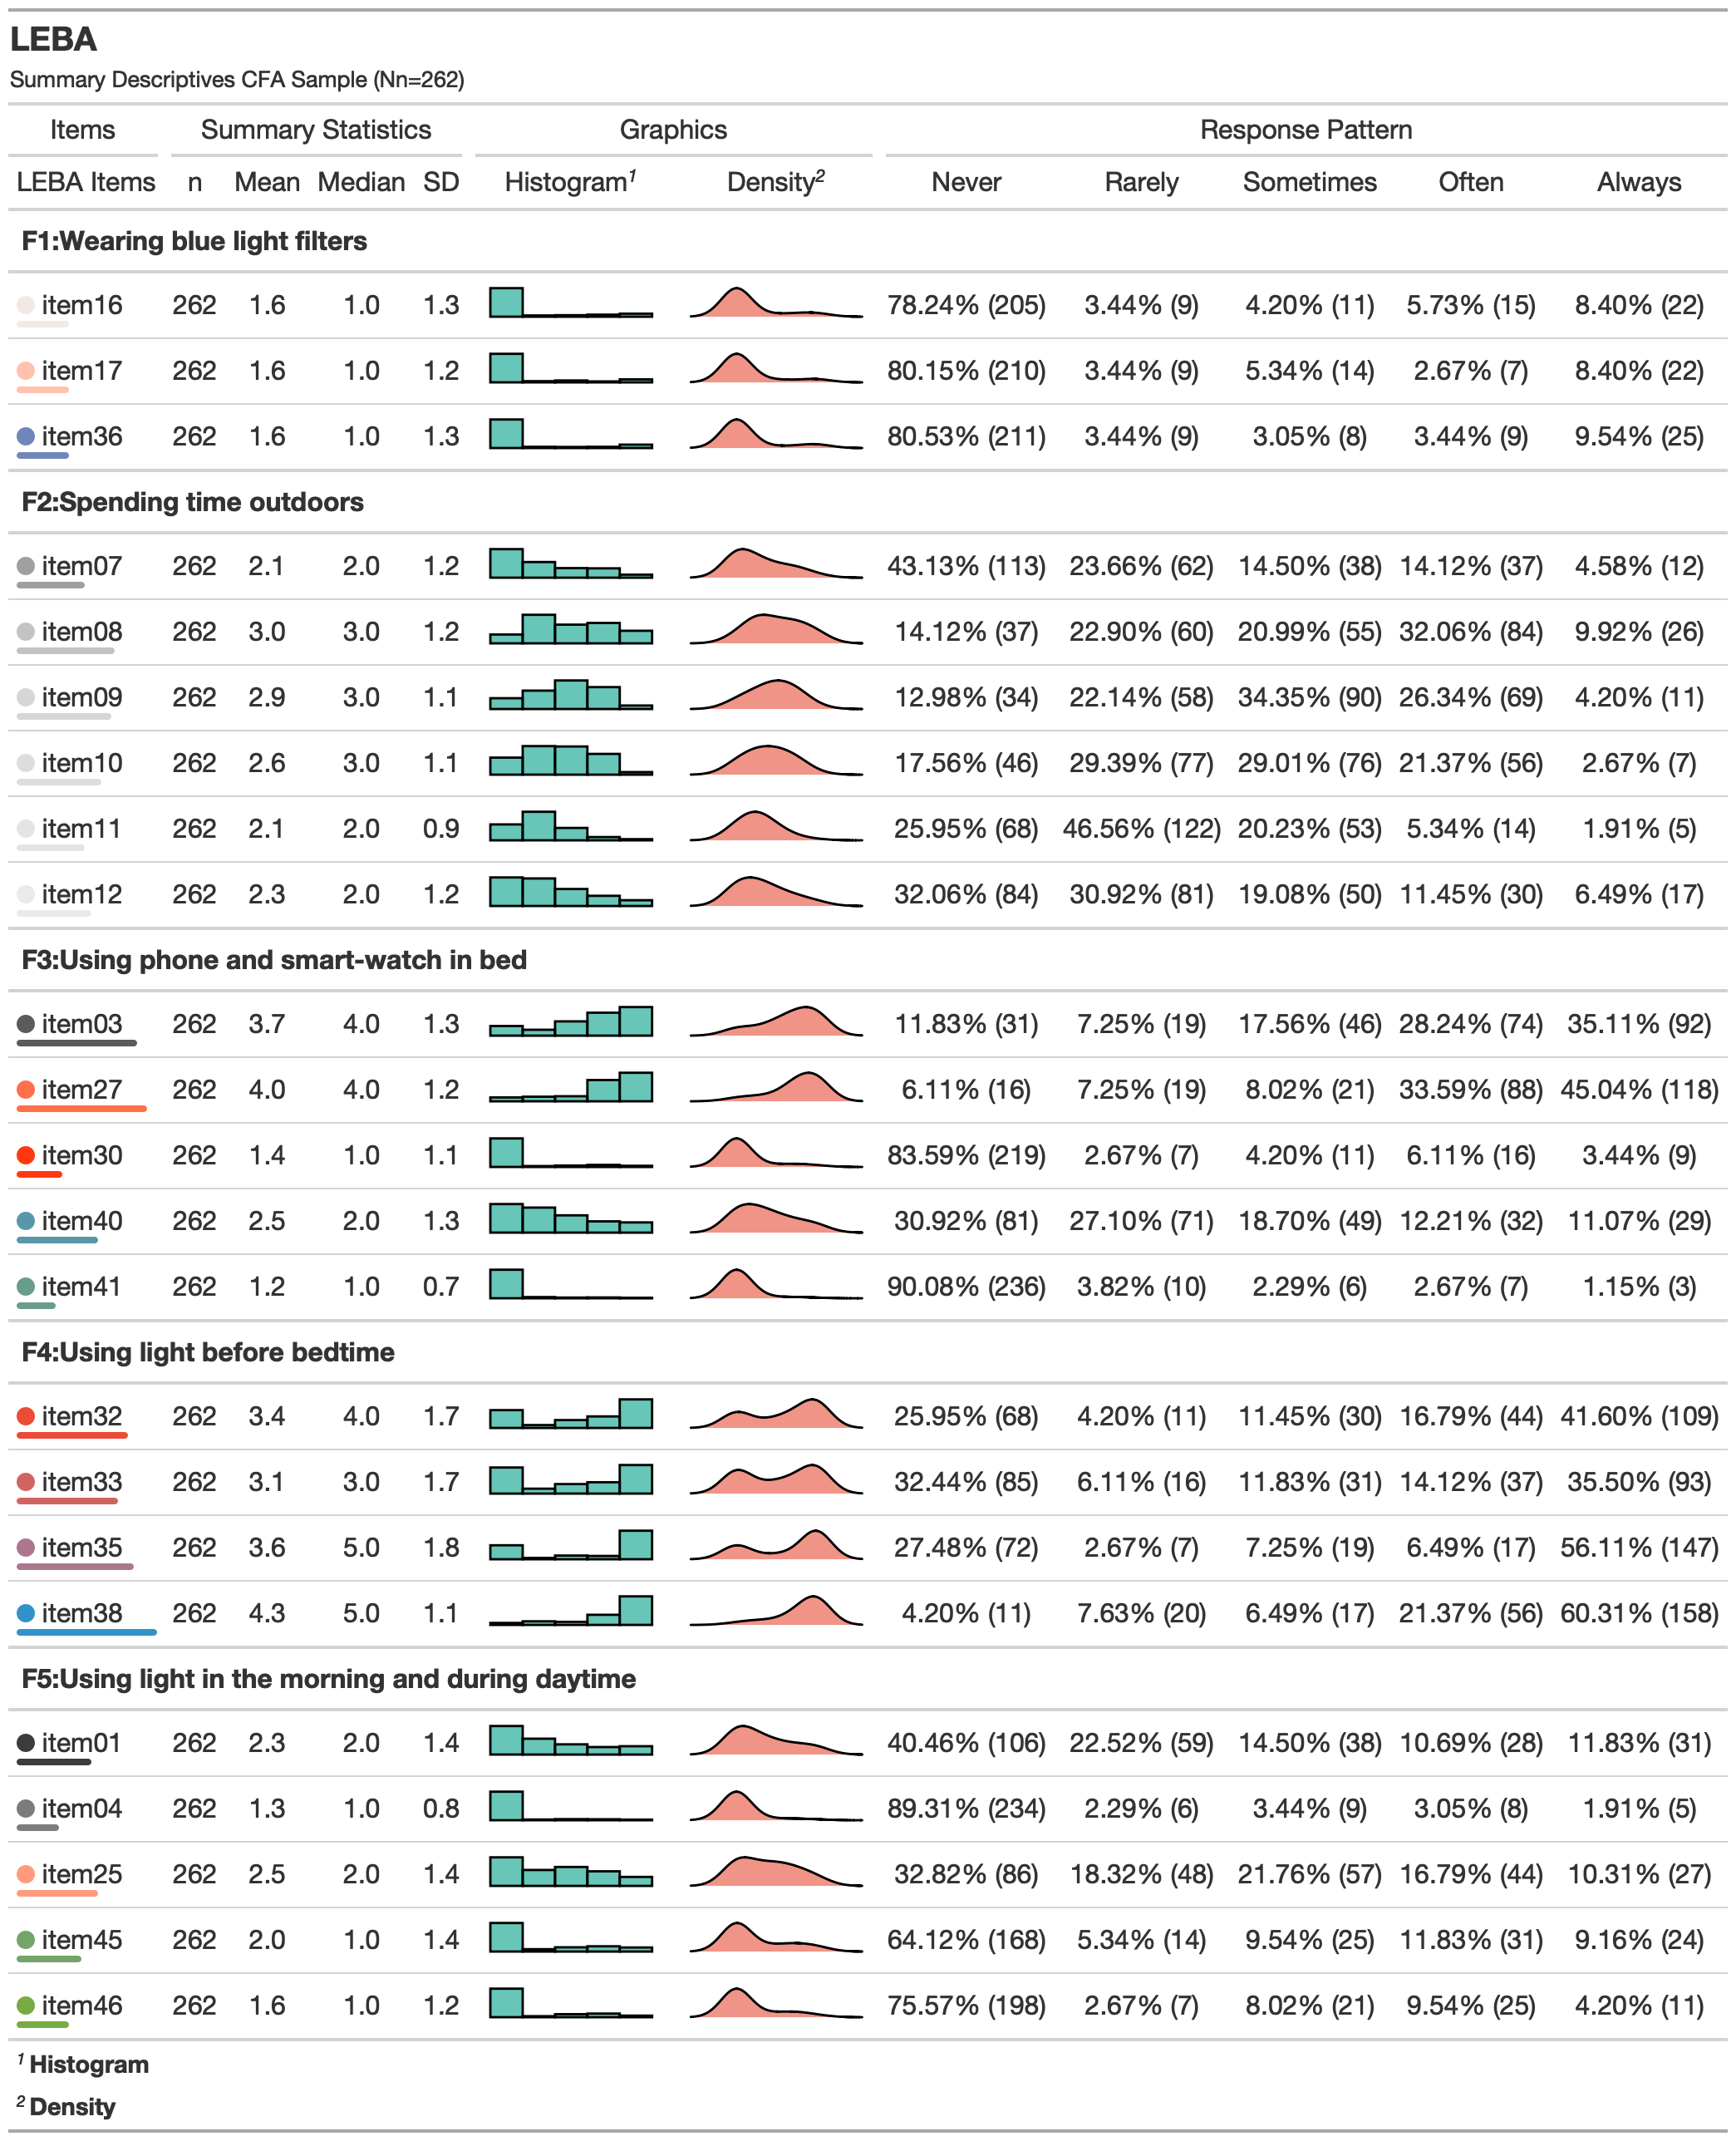 LEBA
Summary Descriptives CFA Sample (Nn=262)
Items Summary Statistics Graphics Response Pattern
LEBA Items n Mean Median SD Histogram1 Density2 Never Rarely Sometimes Often Always
F1:Wearing blue light filters
item16 262 1.6 1.0 1.3 78.24% (205) 3.44% (9) 4.20% (11) 5.73% (15) 8.40% (22)
item17 262 1.6 1.0 1.2 80.15% (210) 3.44% (9) 5.34% (14) 2.67% (7) 8.40% (22)
item36 262 1.6 1.0 1.3 80.53% (211) 3.44% (9) 3.05% (8) 3.44% (9) 9.54% (25)
F2:Spending time outdoors
item07 262 2.1 2.0 1.2 43.13% (113) 23.66% (62) 14.50% (38) 14.12% (37) 4.58% (12)
item08 262 3.0 3.0 1.2 14.12% (37) 22.90% (60) 20.99% (55) 32.06% (84) 9.92% (26)
item09 262 2.9 3.0 1.1 12.98% (34) 22.14% (58) 34.35% (90) 26.34% (69) 4.20% (11)
item10 262 2.6 3.0 1.1 17.56% (46) 29.39% (77) 29.01% (76) 21.37% (56) 2.67% (7)
item11 262 2.1 2.0 0.9 25.95% (68) 46.56% (122) 20.23% (53) 5.34% (14) 1.91% (5)
item12 262 2.3 2.0 1.2 32.06% (84) 30.92% (81) 19.08% (50) 11.45% (30) 6.49% (17)
F3:Using phone and smart-watch in bed
item03 262 3.7 4.0 1.3 11.83% (31) 7.25% (19) 17.56% (46) 28.24% (74) 35.11% (92)
item27 262 4.0 4.0 1.2 6.11% (16) 7.25% (19) 8.02% (21) 33.59% (88) 45.04% (118)
item30 262 1.4 1.0 1.1 83.59% (219) 2.67% (7) 4.20% (11) 6.11% (16) 3.44% (9)
item40 262 2.5 2.0 1.3 30.92% (81) 27.10% (71) 18.70% (49) 12.21% (32) 11.07% (29)
item41 262 1.2 1.0 0.7 90.08% (236) 3.82% (10) 2.29% (6) 2.67% (7) 1.15% (3)
F4:Using light before bedtime
item32 262 3.4 4.0 1.7 25.95% (68) 4.20% (11) 11.45% (30) 16.79% (44) 41.60% (109)
item33 262 3.1 3.0 1.7 32.44% (85) 6.11% (16) 11.83% (31) 14.12% (37) 35.50% (93)
item35 262 3.6 5.0 1.8 27.48% (72) 2.67% (7) 7.25% (19) 6.49% (17) 56.11% (147)
item38 262 4.3 5.0 1.1 4.20% (11) 7.63% (20) 6.49% (17) 21.37% (56) 60.31% (158)
F5:Using light in the morning and during daytime
item01 262 2.3 2.0 1.4 40.46% (106) 22.52% (59) 14.50% (38) 10.69% (28) 11.83% (31)
item04 262 1.3 1.0 0.8 89.31% (234) 2.29% (6) 3.44% (9) 3.05% (8) 1.91% (5)
item25 262 2.5 2.0 1.4 32.82% (86) 18.32% (48) 21.76% (57) 16.79% (44) 10.31% (27)
item45 262 2.0 1.0 1.4 64.12% (168) 5.34% (14) 9.54% (25) 11.83% (31) 9.16% (24)
item46 262 1.6 1.0 1.2 75.57% (198) 2.67% (7) 8.02% (21) 9.54% (25) 4.20% (11)
1 Histogram
2 Density